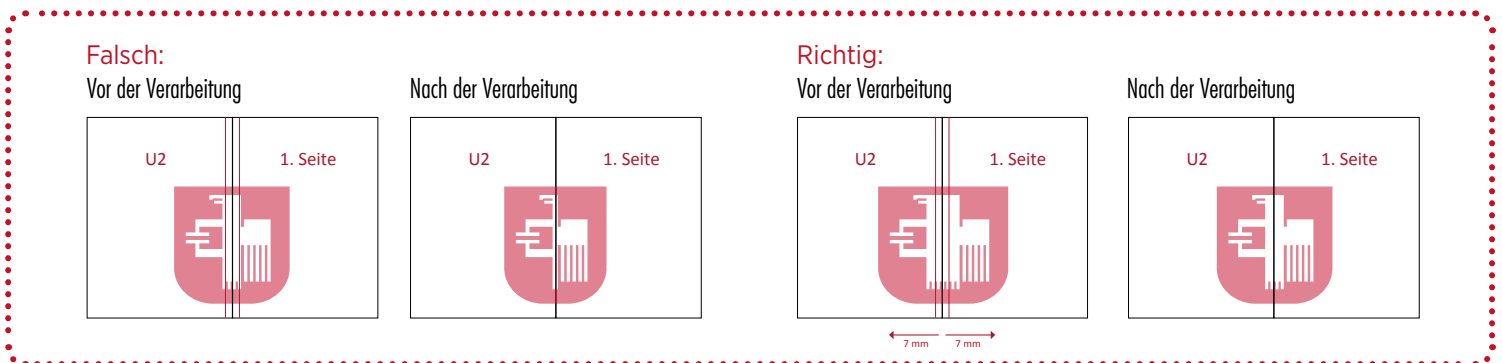 Falsch:
Vor der Verarbeitung
Nach der Verarbeitung
U2
1. Seite
U2
1. Seite
Richtig:
Vor der Verarbeitung
Nach der Verarbeitung
U2
1. Seite
U2
1. Seite
7 mm
7 mm